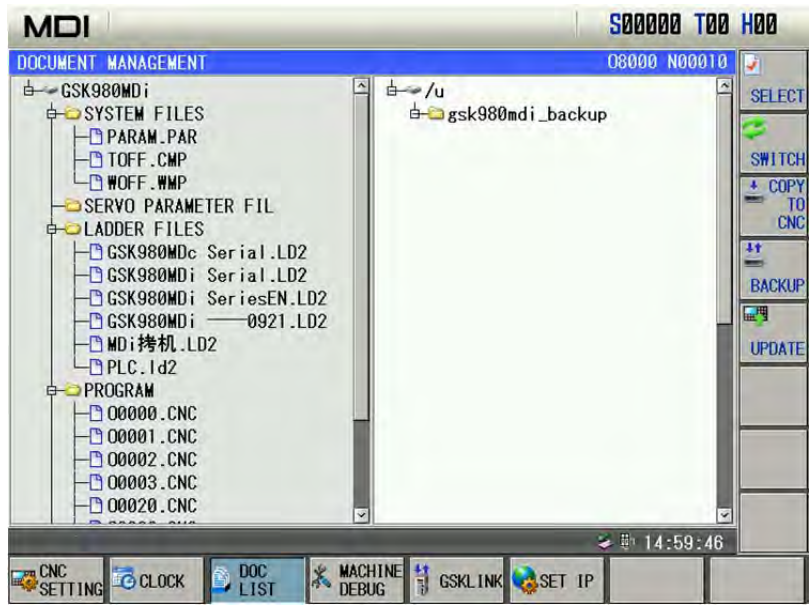 MDI
S00000 T00 H00
DOCUMENT MANAGEMENT
O8000 N00010
GSK980MDi
SYSTEM FILES
PARAM.PAR
TOFF.CMP
WOFF.WMP
SERVO PARAMETER FIL
LADDER FILES
GSK980MDc Serial.LD2
GSK980MDi Serial.LD2
GSK980MDi SeriesEN.LD2
GSK980MDi ——0921.LD2
MDi拷机.LD2
PLC.ld2
PROGRAM
O0000.CNC
O0001.CNC
O0002.CNC
O0003.CNC
O0020.CNC
/u
gsk980mdi_backup
SELECT
SWITCH
COPY
TO
CNC
BACKUP
UPDATE
14:59:46
CNC
SETTING
CLOCK
DOC
LIST
MACHINE
DEBUG
GSKLINK
SET IP